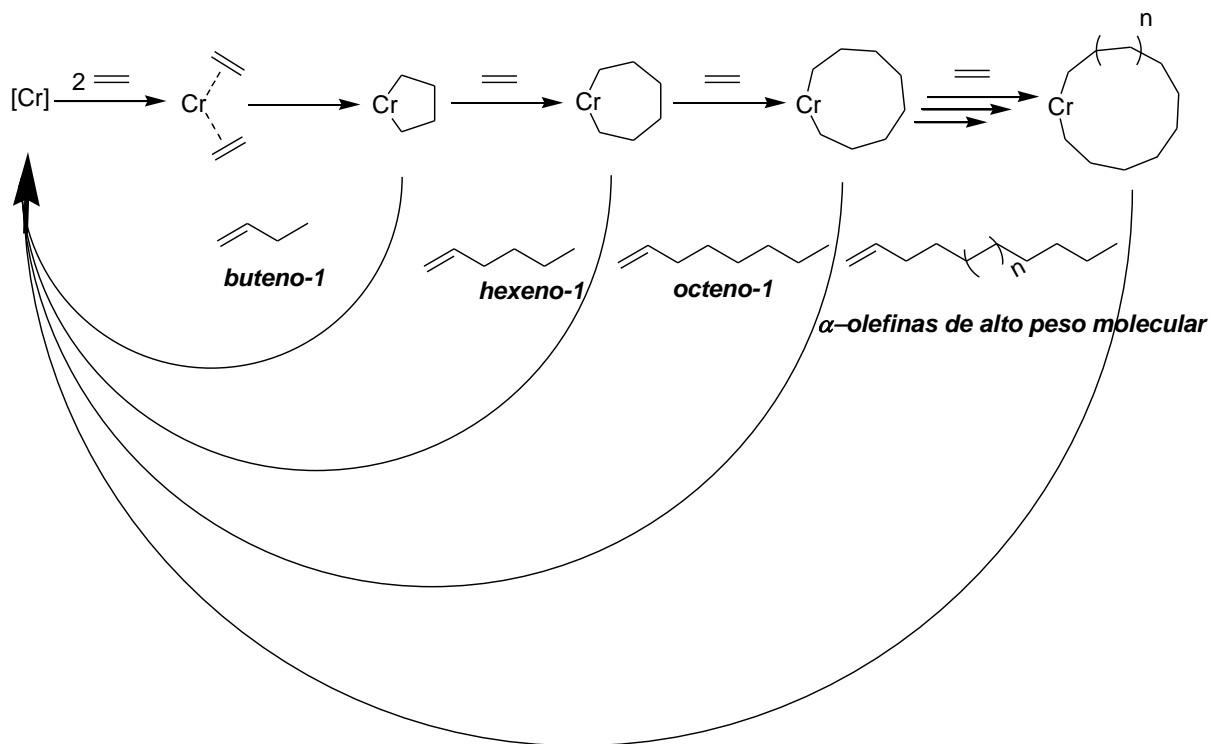 n
2
[Cr]
Cr
Cr
Cr
Cr
Cr
buteno-1
hexeno-1
octeno-1
n
α–olefinas de alto peso molecular